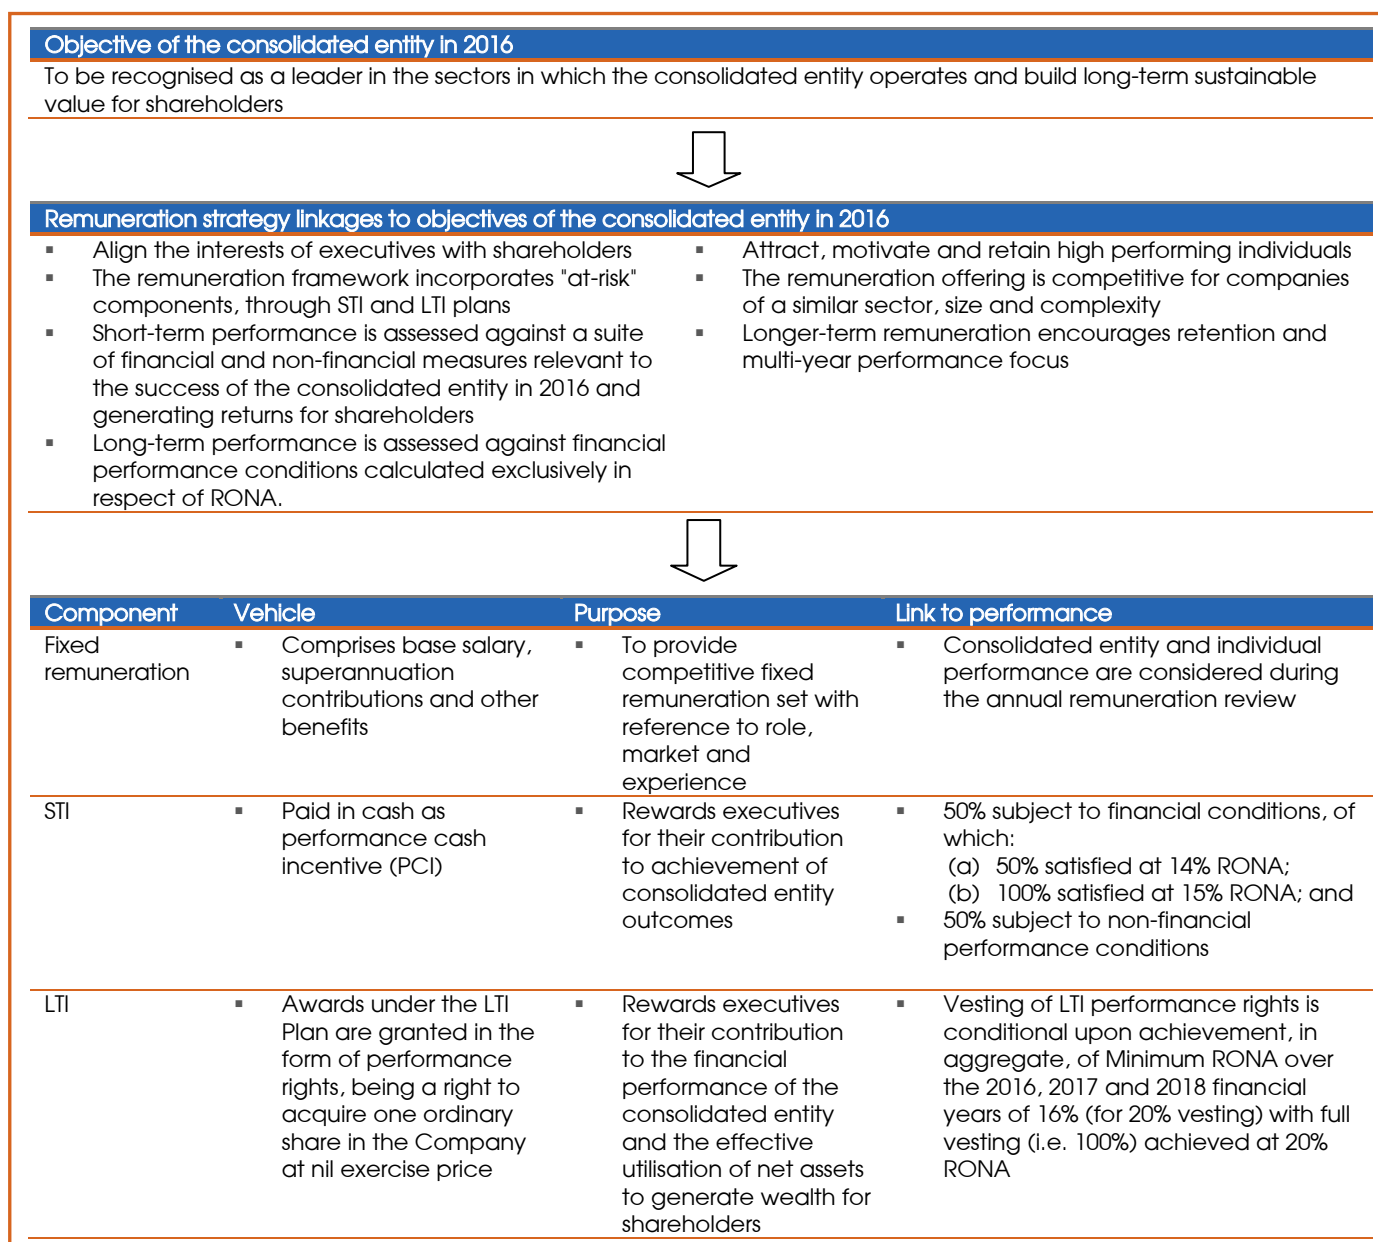 Objective of the consolidated entity in 2016
To be recognised as a leader in the sectors in which the consolidated entity operates and build long-term sustainable
value for shareholders
Remuneration strategy linkages to objectives of the consolidated entity in 2016
▪ Align the interests of executives with shareholders
▪ The remuneration framework incorporates "at-risk"
components, through STI and LTI plans
▪ Short-term performance is assessed against a suite
of financial and non-financial measures relevant to
the success of the consolidated entity in 2016 and
generating returns for shareholders
▪ Long-term performance is assessed against financial
performance conditions calculated exclusively in
respect of RONA.
▪ Attract, motivate and retain high performing individuals
▪ The remuneration offering is competitive for companies
of a similar sector, size and complexity
▪ Longer-term remuneration encourages retention and
multi-year performance focus
Component Vehicle Purpose Link to performance
Fixed
remuneration
▪ Comprises base salary,
superannuation
contributions and other
benefits
▪ To provide
competitive fixed
remuneration set with
reference to role,
market and
experience
▪ Consolidated entity and individual
performance are considered during
the annual remuneration review
STI
▪ Paid in cash as
performance cash
incentive (PCI)
▪ Rewards executives
for their contribution
to achievement of
consolidated entity
outcomes
▪ 50% subject to financial conditions, of
which:
(a) 50% satisfied at 14% RONA;
(b) 100% satisfied at 15% RONA; and
▪ 50% subject to non-financial
performance conditions
LTI
▪ Awards under the LTI
Plan are granted in the
form of performance
rights, being a right to
acquire one ordinary
share in the Company
at nil exercise price
▪ Rewards executives
for their contribution
to the financial
performance of the
consolidated entity
and the effective
utilisation of net assets
to generate wealth for
shareholders
▪ Vesting of LTI performance rights is
conditional upon achievement, in
aggregate, of Minimum RONA over
the 2016, 2017 and 2018 financial
years of 16% (for 20% vesting) with full
vesting (i.e. 100%) achieved at 20%
RONA